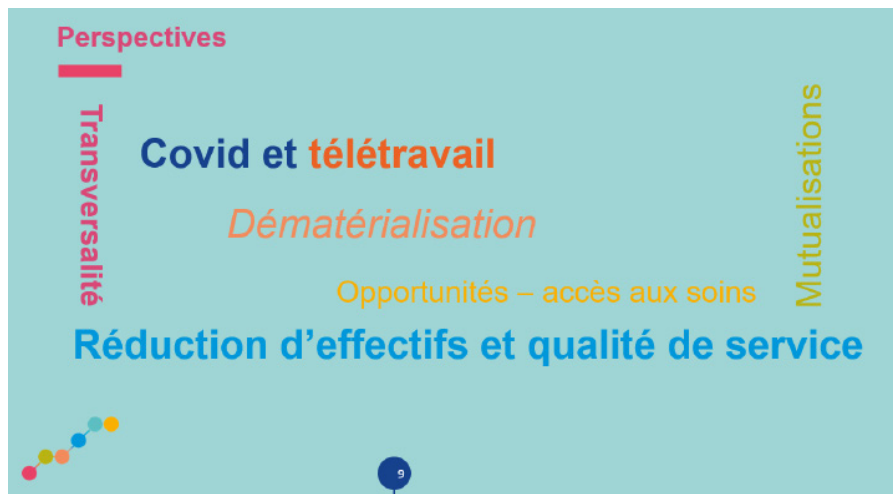 Perspectives
Transversalité
Covid et télétravail
Dématérialisation
Opportunités – accès aux soins
Mutualisations
Réduction d'effectifs et qualité de service
9